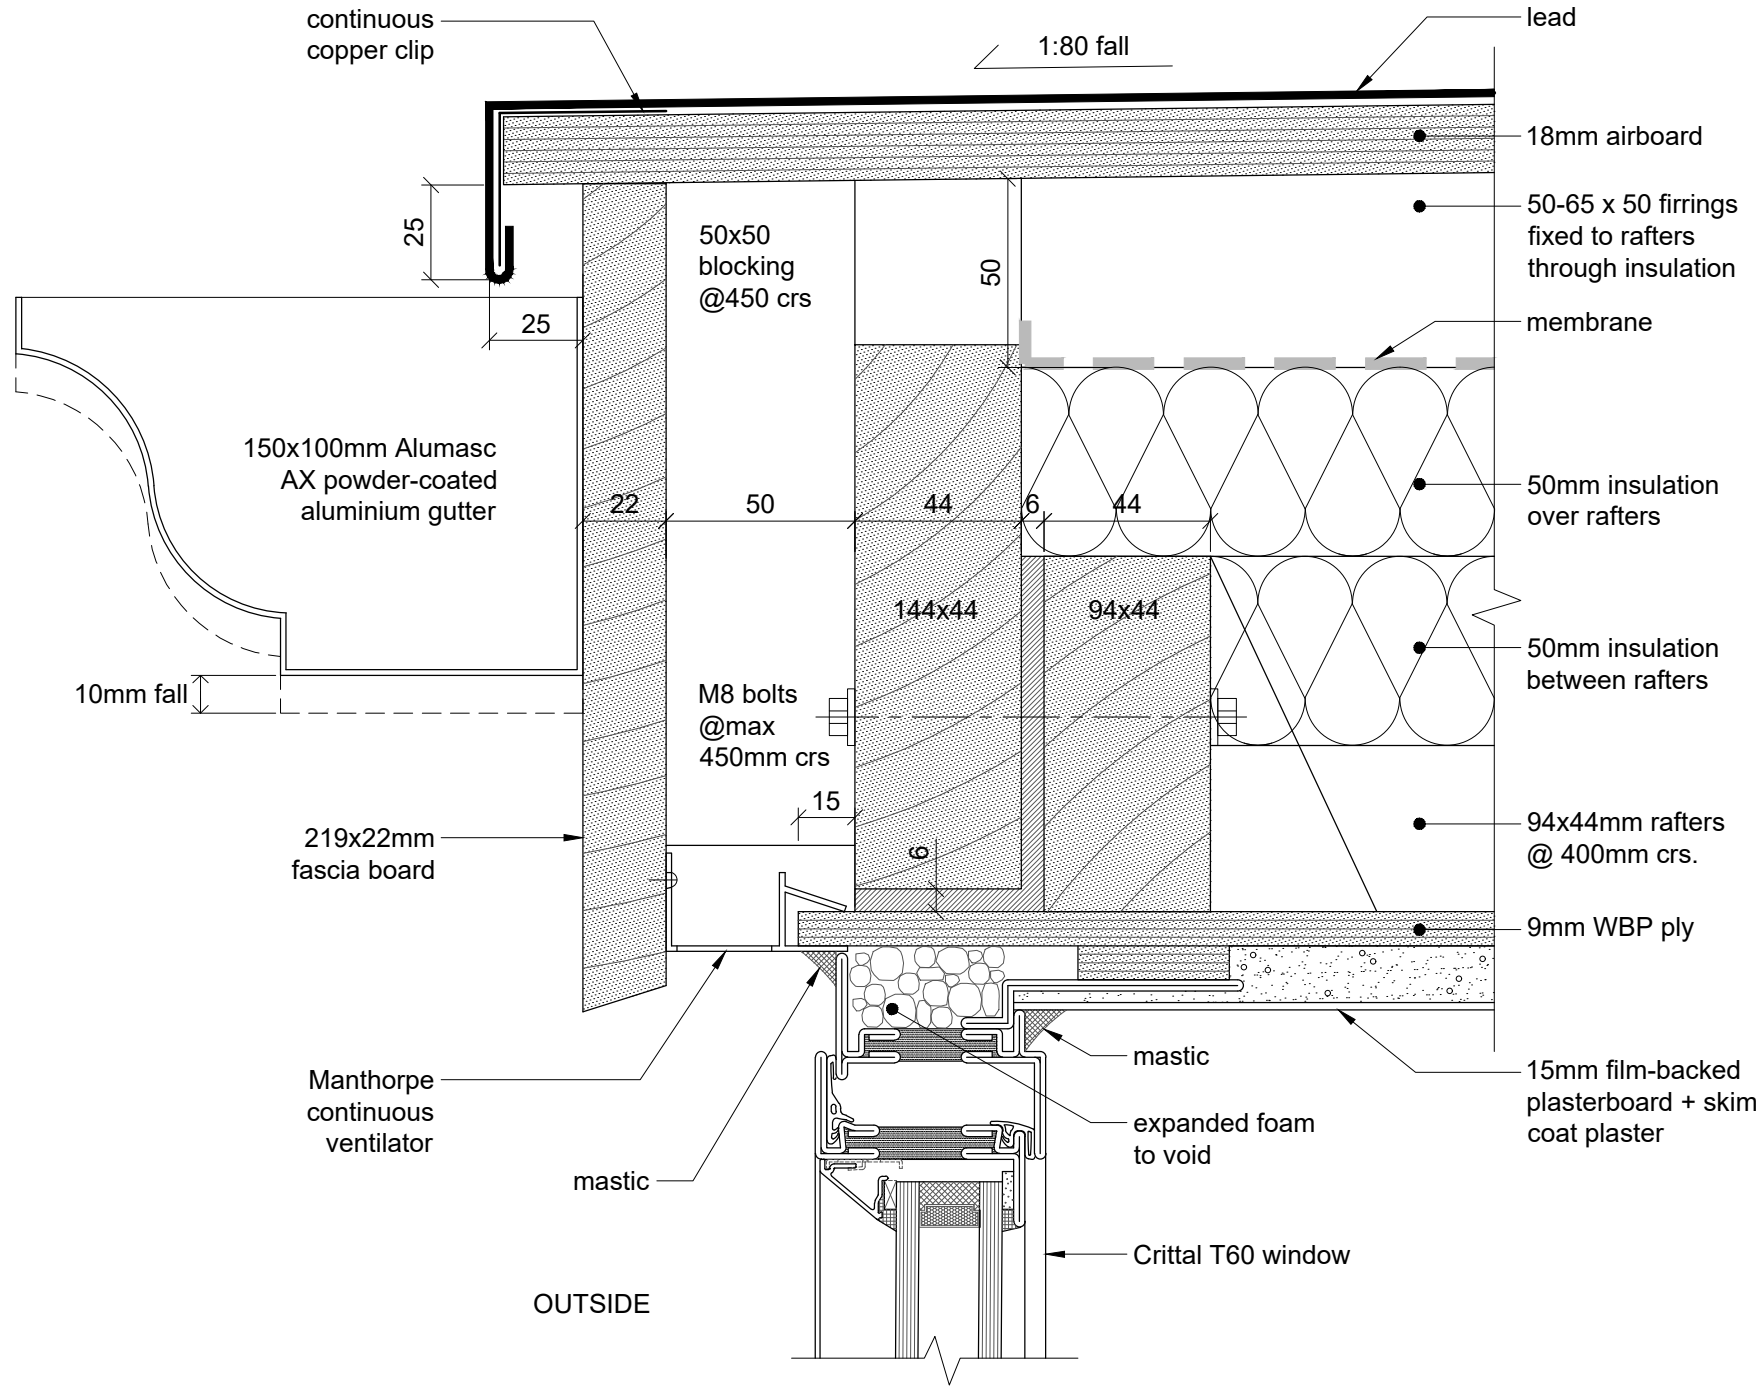 continuous
copper clip
1:80 fall
lead
18mm airboard
50-65 x 50 firrings
fixed to rafters
through insulation
membrane
25
25
50x50
blocking
@450 crs
50
150x100mm Alumasc
AX powder-coated
aluminium gutter
22
50
44
6
44
50mm insulation
over rafters
144x44
94x44
50mm insulation
between rafters
10mm fall
M8 bolts
@max
450mm crs
15
6
219x22mm
fascia board
94x44mm rafters
@ 400mm crs.
9mm WBP ply
Manthorpe
continuous
ventilator
mastic
mastic
expanded foam
to void
15mm film-backed
plasterboard + skim
coat plaster
Crittal T60 window
OUTSIDE